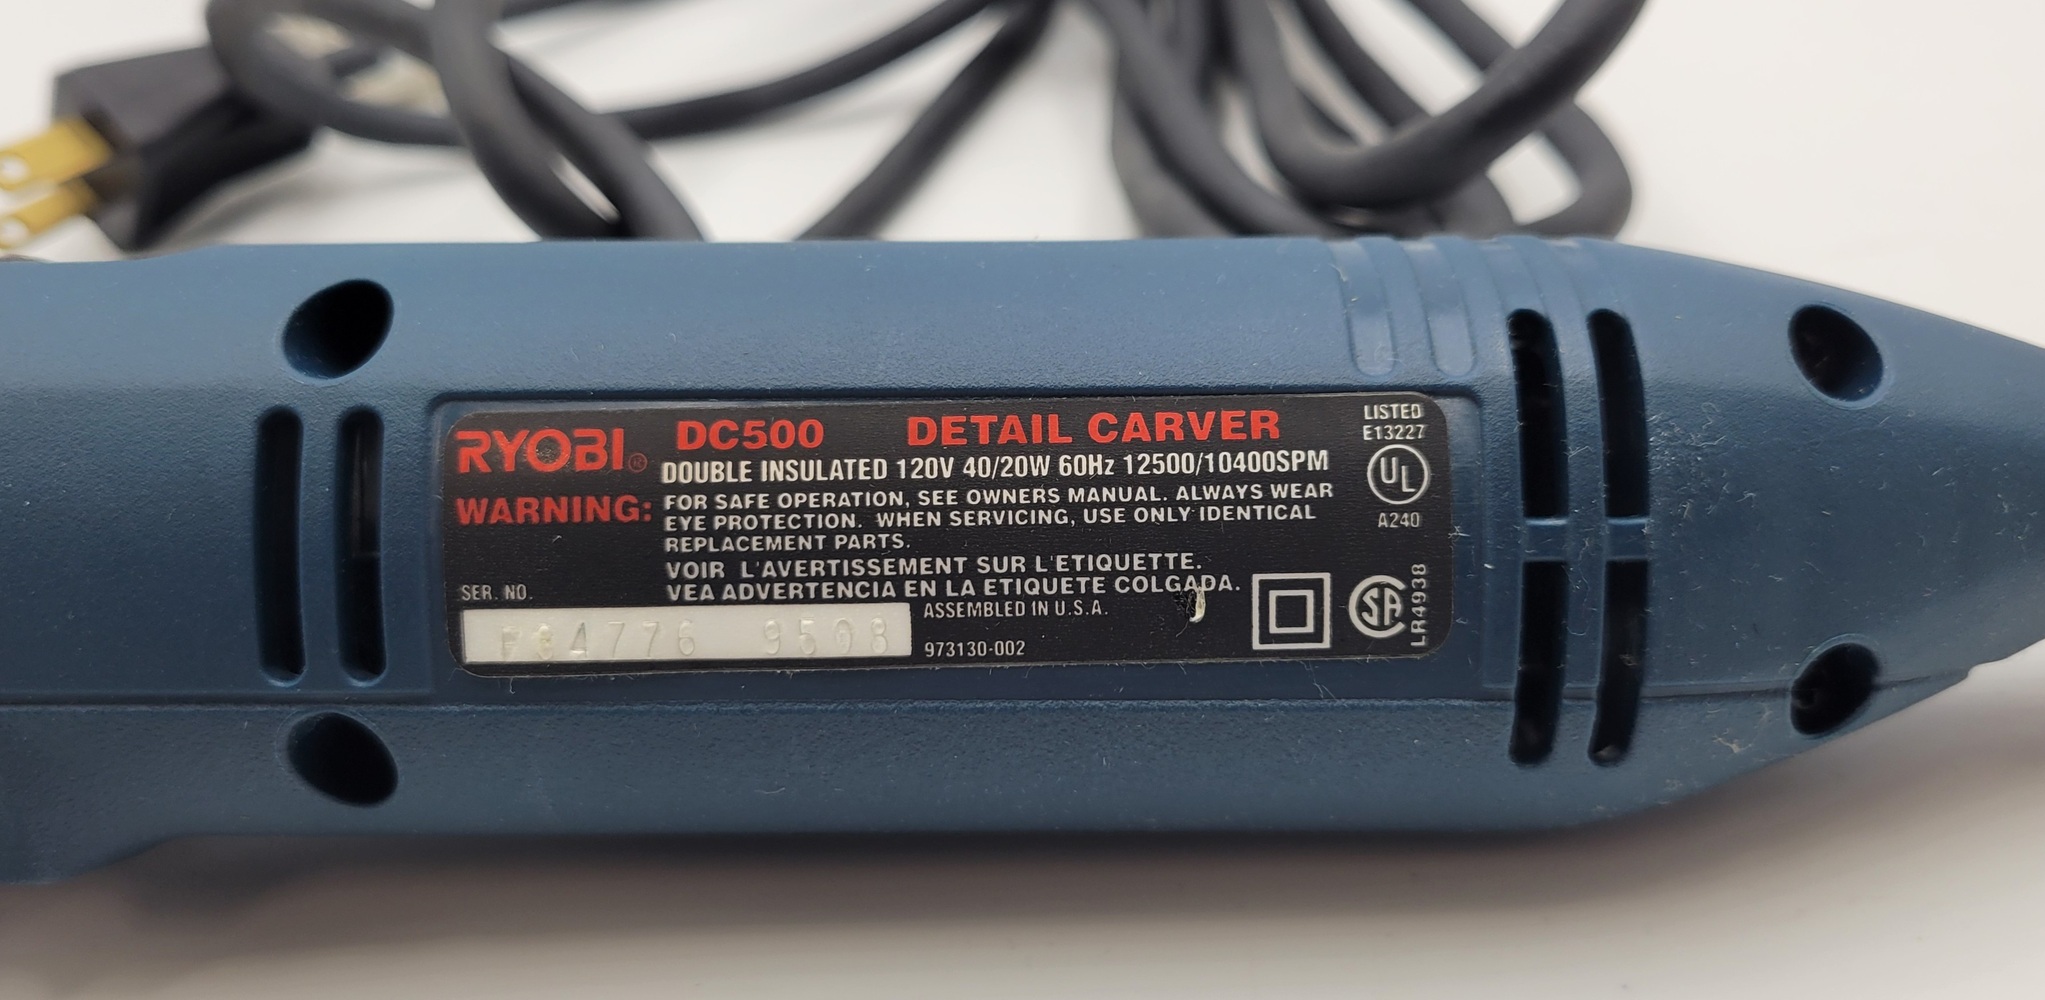 RYOBI® DC500 DETAIL CARVER
DOUBLE INSULATED 120V 40/20W 60Hz 12500/10400SPM
WARNING: FOR SAFE OPERATION, SEE OWNERS MANUAL. ALWAYS WEAR
EYE PROTECTION. WHEN SERVICING, USE ONLY IDENTICAL
REPLACEMENT PARTS.
VOIR L'AVERTISSEMENT SUR L'ETIQUETTE.
VEA ADVERTENCIA EN LA ETIQUETE COLGADA.
SER. NO.
9508
ASSEMBLED IN U.S.A.
973130-002
LISTED
E13227
UL
A240
SA
LR4938